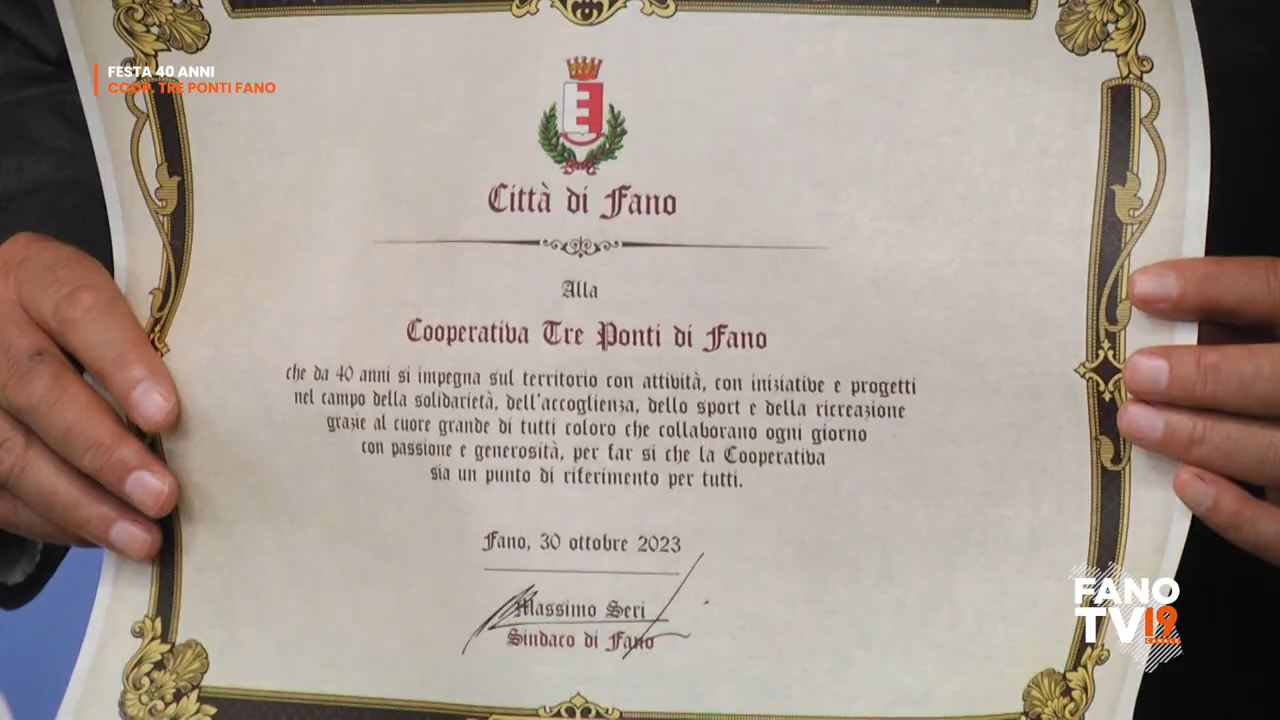 FESTA 40 ANNI
COOP. TRE PONTI FANO
Città di Fano
Alla
Cooperativa Tre Ponti di Fano
che da 40 anni si impegna sul territorio con attività, con iniziative e progetti
nel campo della solidarietà, dell'accoglienza, dello sport e della ricreazione
grazie al cuore grande di tutti coloro che collaborano ogni giorno
con passione e generosità, per far si che la Cooperativa
sia un punto di riferimento per tutti.
Fano, 30 ottobre 2023
Massimo Seri
Sindaco di Fano
FANO
TV 19
CANALE